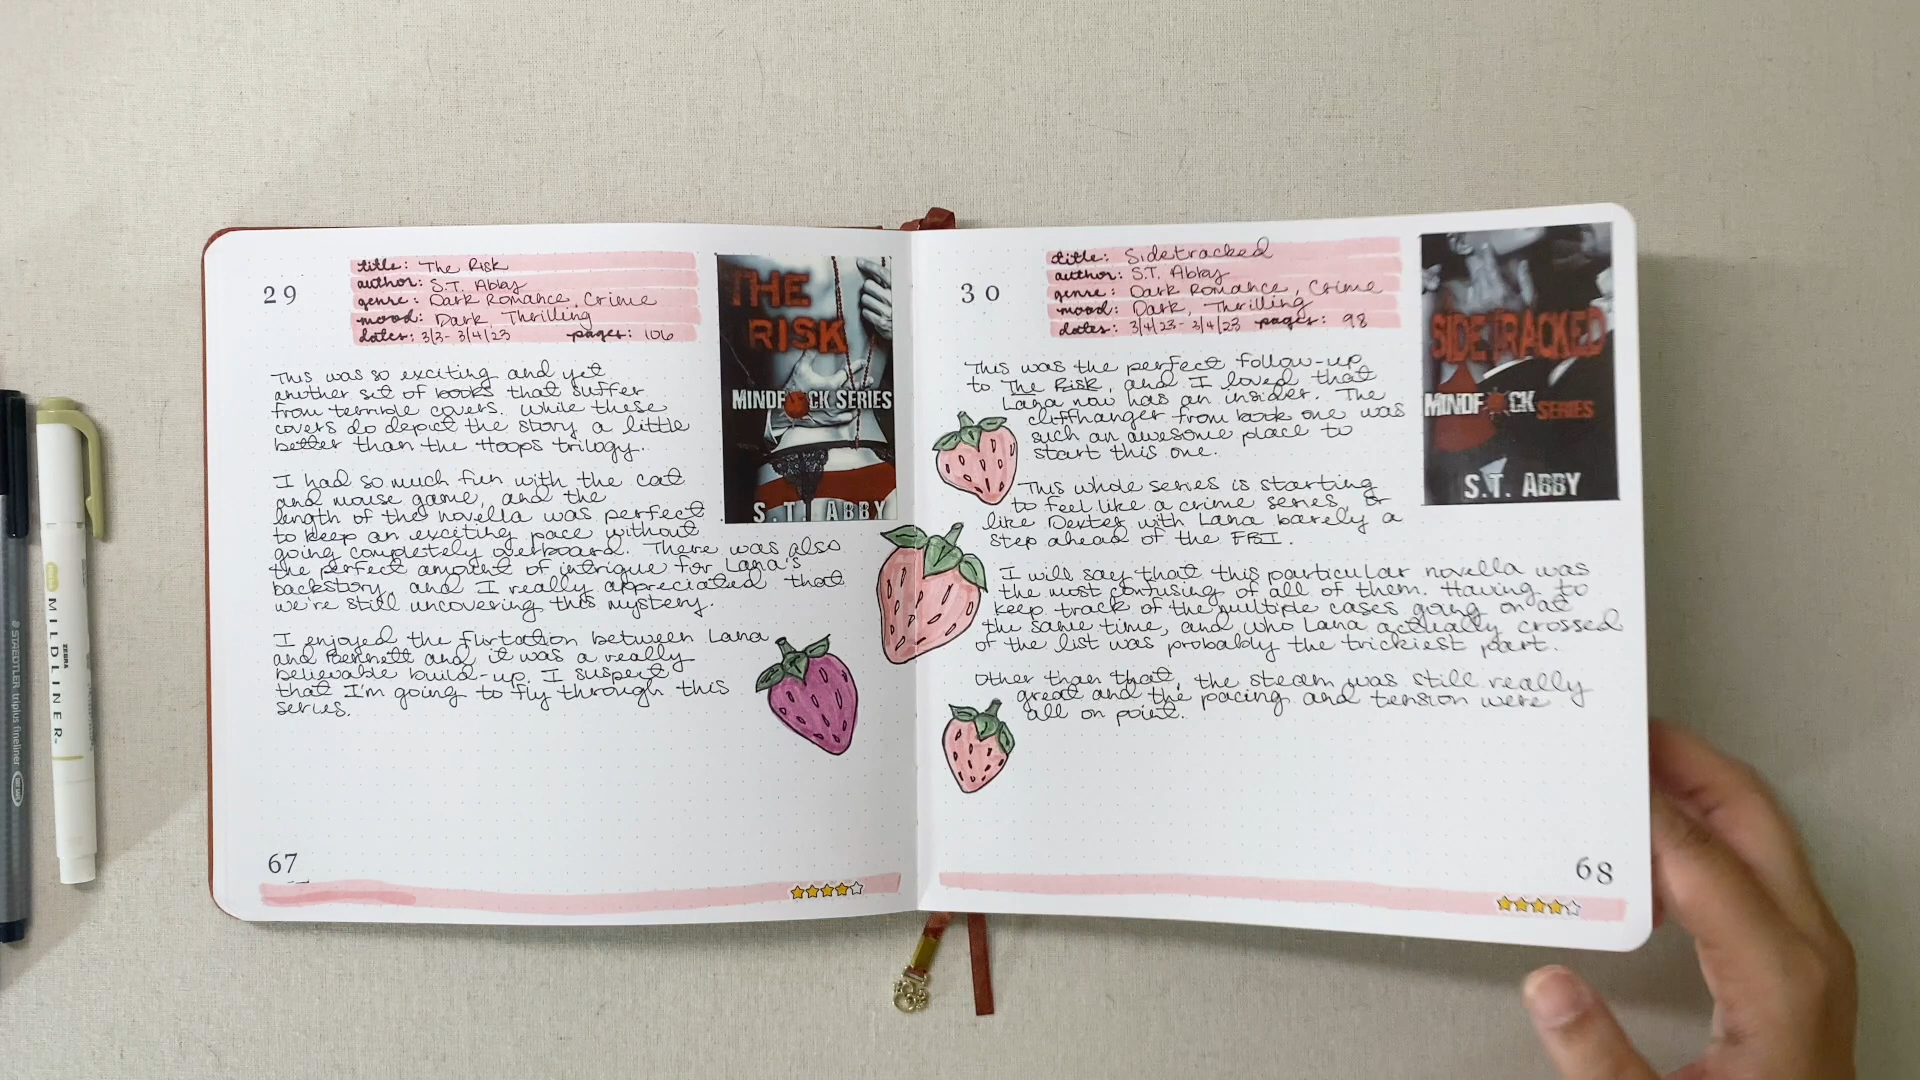 29
title: The Risk
author: S.T. Abby
genre: Dark Romance, Crime
mood: Dark, Thrilling
dates: 3/3 - 3/4/23 pages: 106
THE
RISK
MINDF CK SERIES
S.T. ABBY
This was so exciting and yet
another set of books that suffer
from terrible covers. While these
covers do depict the story a little
better than the Hoops trilogy.
I had so much fun with the cat
and mouse game, and the
length of the novella was perfect
to keep an exciting pace without
going completely overboard. There was also
the perfect amount of intrigue for Lana's
backstory, and I really appreciated that
we're still uncovering this mystery.
I enjoyed the flirtation between Lana
and Bennett and it was a really
believable build-up. I suspect
that I'm going to fly through this
series.
67
30
title: Sidetracked
author: S.T. Abby
genre: Dark Romance, Crime
mood: Dark, Thrilling
dates: 3/4/23 - 3/4/23 pages: 98
SIDETRACKED
MINDF CK SERIES
S.T. ABBY
This was the perfect follow-up
to The Risk, and I loved that
Lana now has an insider. The
cliffhanger from book one was
such an awesome place to
start this one.
This whole series is starting
to feel like a crime series, or
like Dexter with Lana barely a
step ahead of the FBI.
I will say that this particular novella was
the most confusing of all of them. Having to
keep track of the multiple cases going on at
the same time, and who Lana actually crossed
of the list was probably the trickiest part.
Other than that, the steam was still really
great and the pacing and tension were
all on point.
68
STAEDTLER triplus fineliner
ZEBRA
MILDLINER